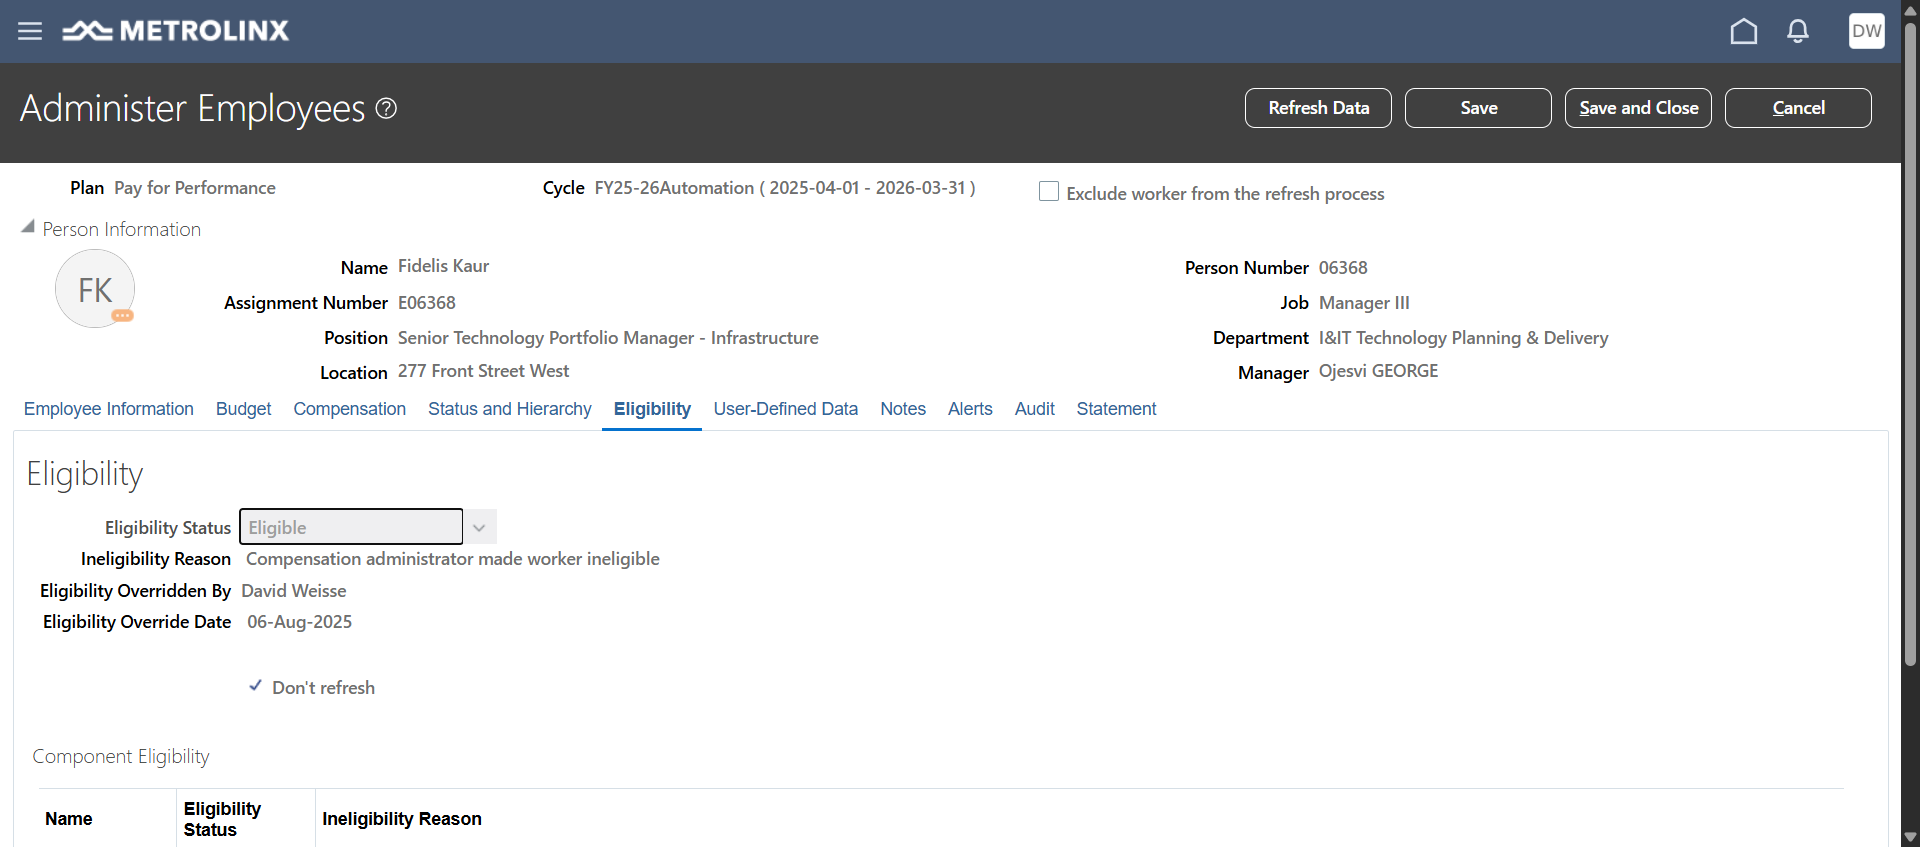 METROLINX
DW
Administer Employees ?
Refresh Data
Save
Save and Close
Cancel
Plan Pay for Performance
Cycle FY25-26Automation ( 2025-04-01 - 2026-03-31 )
Exclude worker from the refresh process
Person Information
FK
Name Fidelis Kaur
Person Number 06368
Assignment Number E06368
Job Manager III
Position Senior Technology Portfolio Manager - Infrastructure
Department I&IT Technology Planning & Delivery
Location 277 Front Street West
Manager Ojesvi GEORGE
Employee Information Budget Compensation Status and Hierarchy Eligibility User-Defined Data Notes Alerts Audit Statement
Eligibility
Eligibility Status Eligible
Ineligibility Reason Compensation administrator made worker ineligible
Eligibility Overridden By David Weisse
Eligibility Override Date 06-Aug-2025
Don't refresh
Component Eligibility
Name
Eligibility
Status
Ineligibility Reason